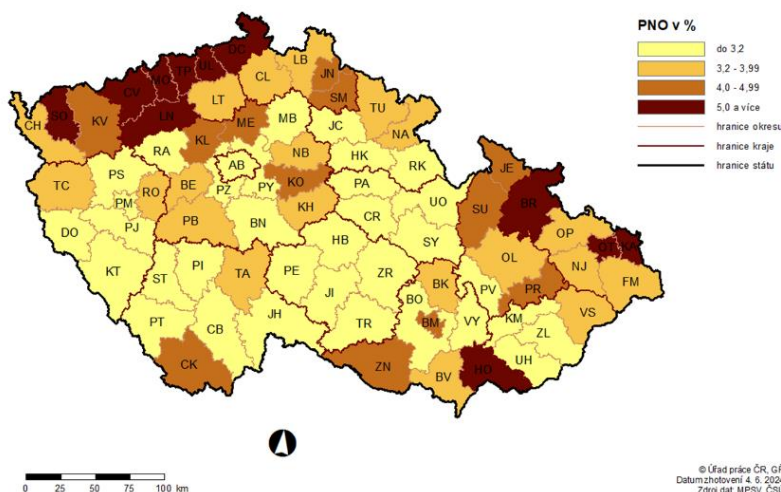 PNO v %
do 3,2
3,2 - 3,99
4,0 - 4,99
5,0 a více
hranice okresu
hranice kraje
hranice státu
DC
LB
UL
JN
TP
CL
MO
SM
CV
LT
TU
SO
LN
ME
MB
NA
CH
KV
KL
JC
RA
HK
NB
RK
AB
JE
TC
PS
KO
BE
PZ
PY
PA
RO
SU
BR
PM
UO
KH
OP
PJ
PB
CR
DO
BN
SY
OT
KA
HB
OL
NJ
KT
TA
FM
ST
PI
PE
ZR
BK
PV
PR
JI
BO
VS
PT
JH
TR
BM
VY
KM
CB
ZL
UH
CK
ZN
HO
BV
0 25 50 75 100 km
© Úřad práce ČR,
Datum zhotovení 4. 6.
Zdroj dat: MPSV,